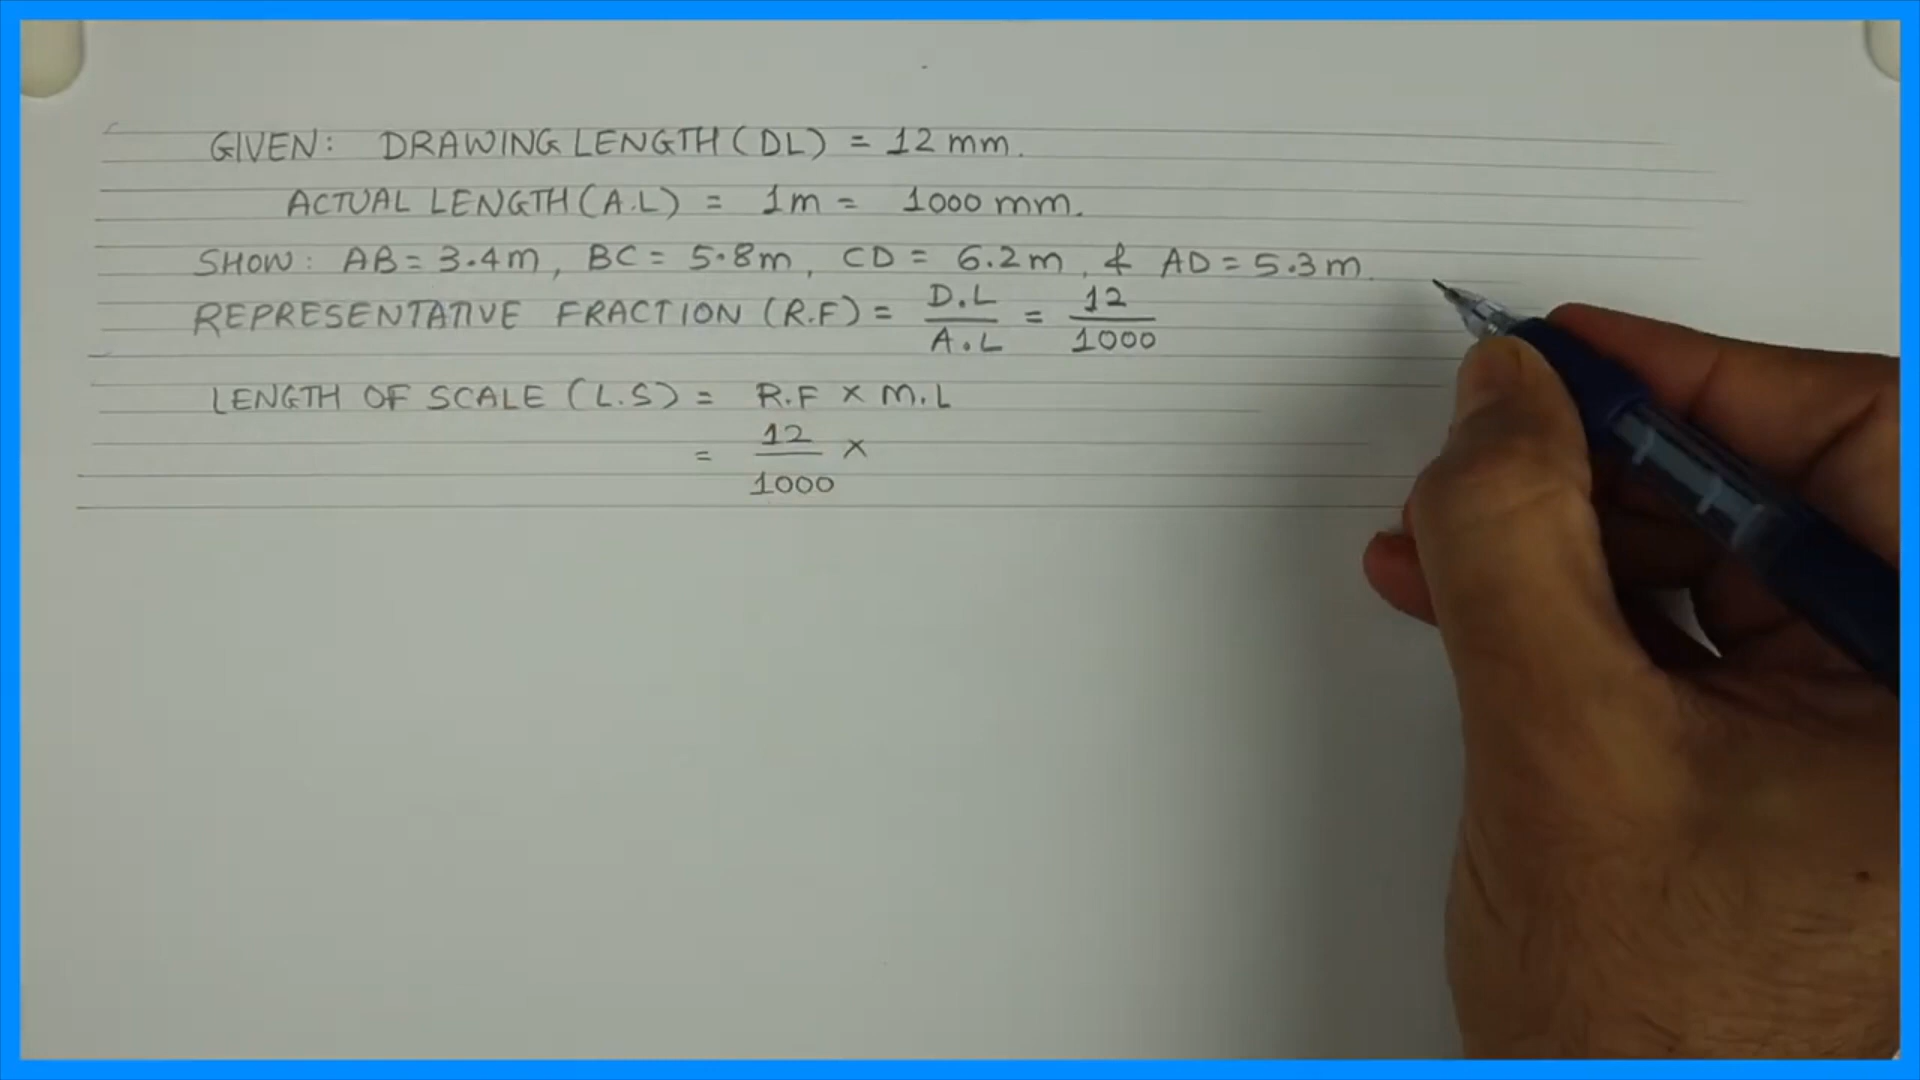 GIVEN: DRAWING LENGTH (DL) = 12 mm.
ACTUAL LENGTH (A.L) = 1m = 1000 mm.
SHOW: AB = 3.4m, BC = 5.8m, CD = 6.2m, & AD = 5.3m.
REPRESENTATIVE FRACTION (R.F) = D.L / A.L = 12 / 1000
LENGTH OF SCALE (L.S) = R.F × M.L
= 12 / 1000 ×